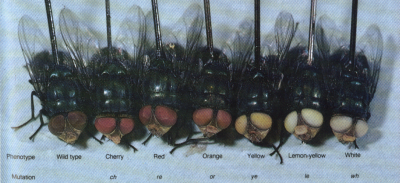 Phenotype Wild type Cherry Red Orange Yellow Lemon-yellow White
Mutation ch re or ye le wh